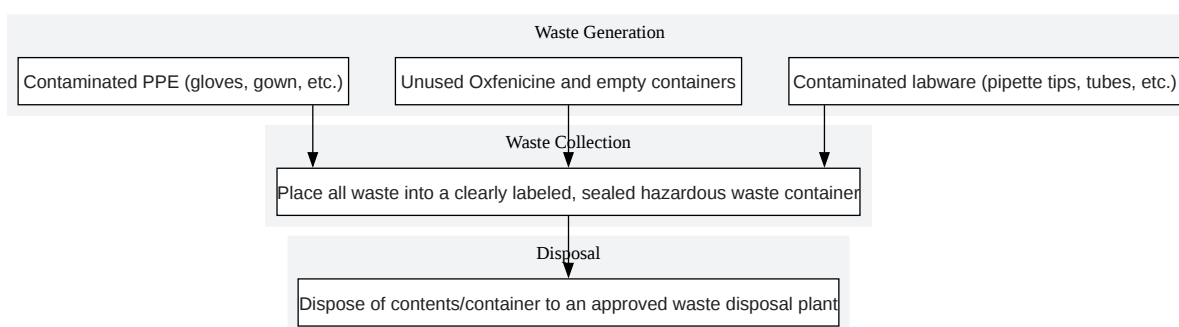 Waste Generation
Contaminated PPE (gloves, gown, etc.)
Unused Oxfenicine and empty containers
Contaminated labware (pipette tips, tubes, etc.)
Waste Collection
Place all waste into a clearly labeled, sealed hazardous waste container
Disposal
Dispose of contents/container to an approved waste disposal plant